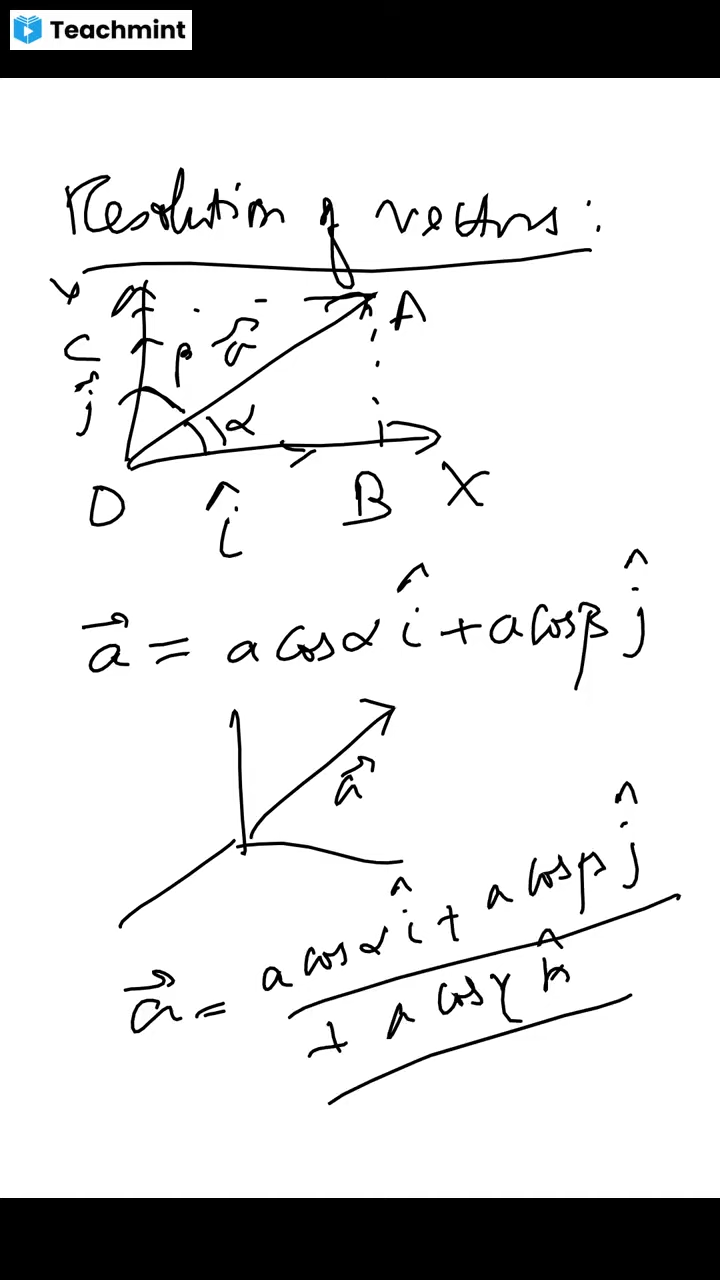 Teachmint
Resolution of vectors:
Y
A
C β a⃗
ĵ α
O î B X
a⃗ = a cosα î + a cosβ ĵ
a⃗
a⃗ = a cosα î + a cosβ ĵ
+ a cosγ k̂